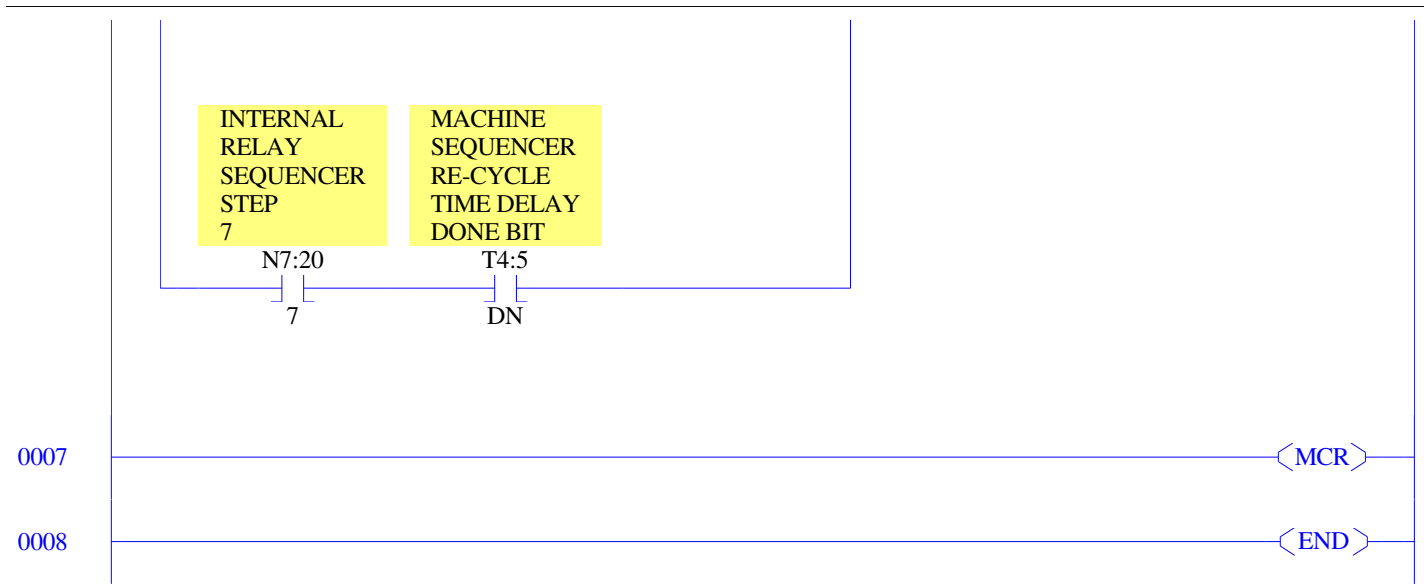 INTERNAL
RELAY
SEQUENCER
STEP
7
N7:20
7
MACHINE
SEQUENCER
RE-CYCLE
TIME DELAY
DONE BIT
T4:5
DN
0007
MCR
0008
END